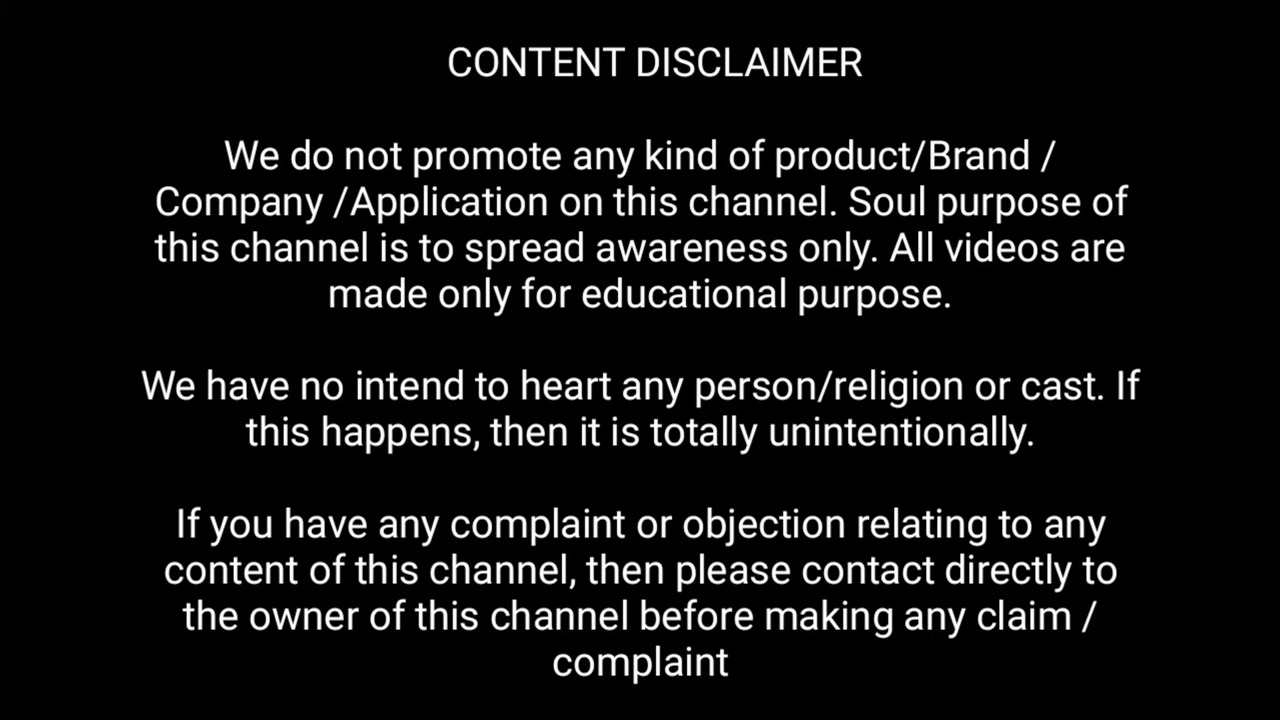 CONTENT DISCLAIMER
We do not promote any kind of product/Brand /
Company /Application on this channel. Soul purpose of
this channel is to spread awareness only. All videos are
made only for educational purpose.
We have no intend to heart any person/religion or cast. If
this happens, then it is totally unintentionally.
If you have any complaint or objection relating to any
content of this channel, then please contact directly to
the owner of this channel before making any claim /
complaint